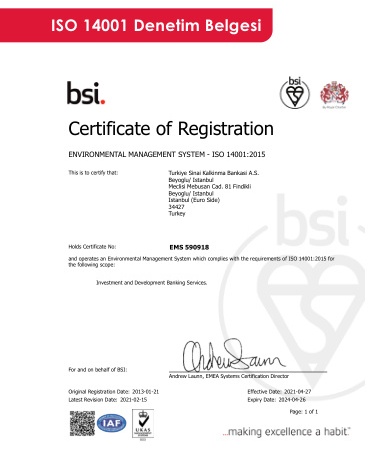 ISO 14001 Denetim Belgesi
bsi.
bsi
By Royal Charter
Certificate of Registration
ENVIRONMENTAL MANAGEMENT SYSTEM - ISO 14001:2015
This is to certify that:
Turkiye Sinai Kalkinma Bankasi A.S.
Beyoglu/ Istanbul
Meclisi Mebusan Cad. 81 Findikli
Beyoglu/ Istanbul
Istanbul (Euro Side)
34427
Turkey
Holds Certificate No:
EMS 590918
and operates an Environmental Management System which complies with the requirements of ISO 14001:2015 for
the following scope:
Investment and Development Banking Services.
bsi
For and on behalf of BSI:
Andrew Launn, EMEA Systems Certification Director
Original Registration Date: 2013-01-21
Effective Date: 2021-04-27
Latest Revision Date: 2021-02-15
Expiry Date: 2024-04-26
Page: 1 of 1
IAF
UKAS
...making excellence a habit.